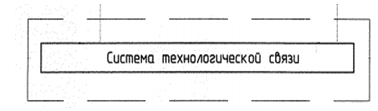 Система технологической связи